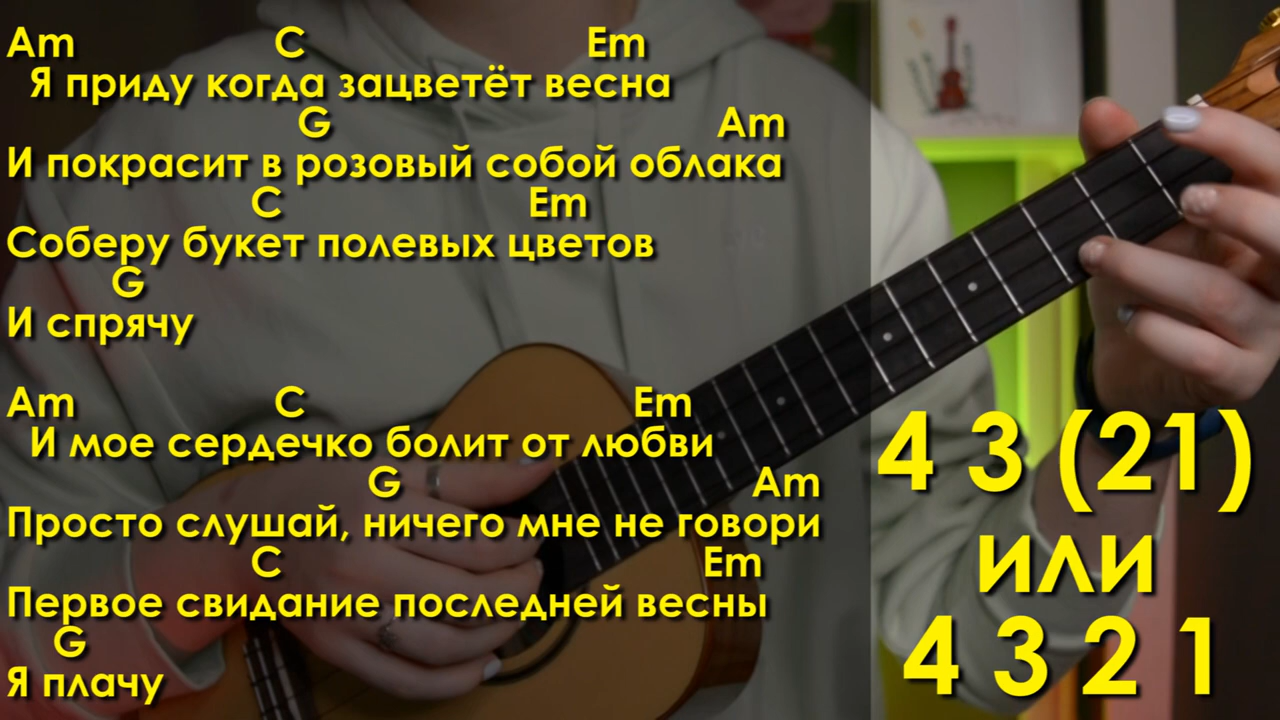 Am C Em
Я приду когда зацветёт весна
G Am
И покрасит в розовый собой облака
C Em
Соберу букет полевых цветов
G
И спрячу
Am C Em
И мое сердечко болит от любви
G Am
Просто слушай, ничего мне не говори
C Em
Первое свидание последней весны
G
Я плачу
4 3 (21)
или
4 3 2 1